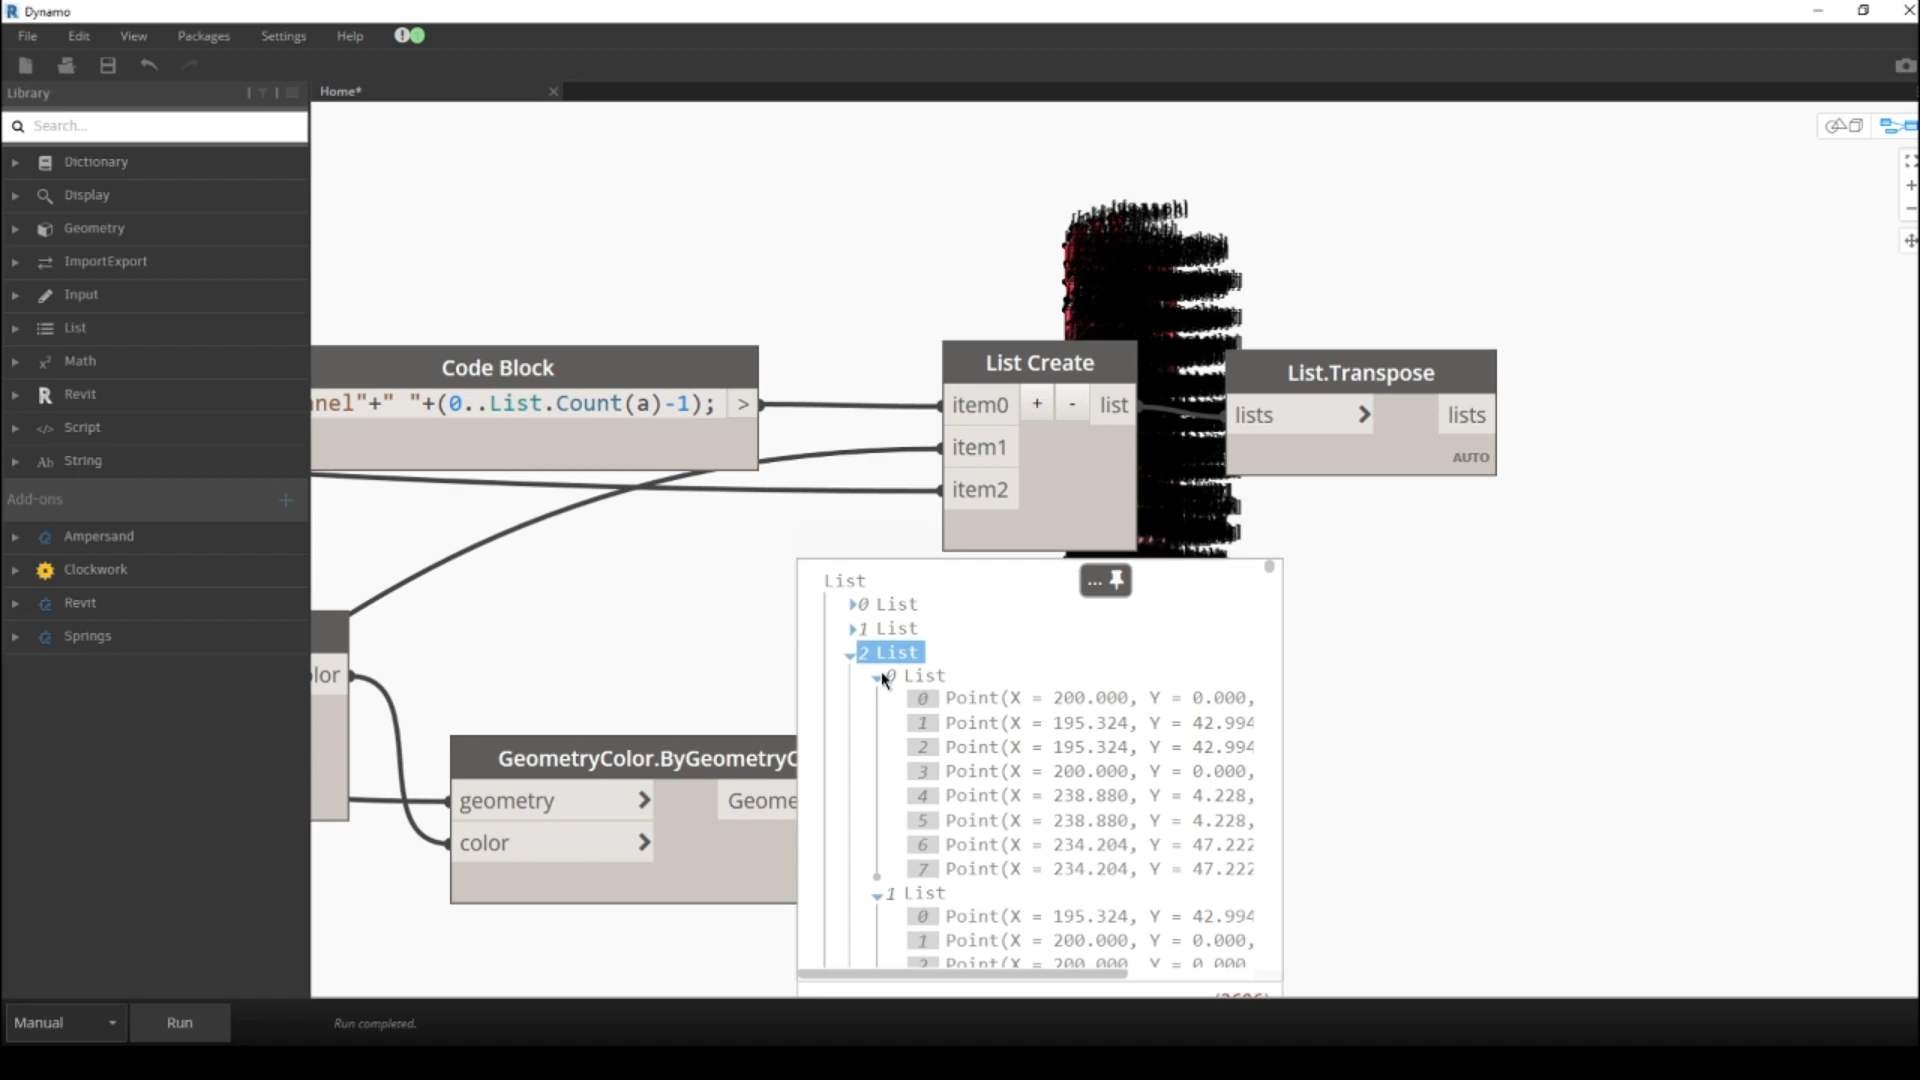 Dynamo
File Edit View Packages Settings Help
Library
Home*
Search...
Dictionary
Display
Geometry
ImportExport
Input
List
Math
Revit
Script
String
Add-ons
Ampersand
Clockwork
Revit
Springs
Code Block
nel"+" "+(0..List.Count(a)-1); >
List Create
item0 + - list
item1
item2
List.Transpose
lists > lists
AUTO
lor
GeometryColor.ByGeometryC
geometry > Geome
color >
List
0 List
1 List
2 List
0 List
0 Point(X = 200.000, Y = 0.000,
1 Point(X = 195.324, Y = 42.994
2 Point(X = 195.324, Y = 42.994
3 Point(X = 200.000, Y = 0.000,
4 Point(X = 238.880, Y = 4.228,
5 Point(X = 238.880, Y = 4.228,
6 Point(X = 234.204, Y = 47.222
7 Point(X = 234.204, Y = 47.222
1 List
0 Point(X = 195.324, Y = 42.994
1 Point(X = 200.000, Y = 0.000,
2 Point(X = 200.000 Y = 0.000
Manual Run Run completed.